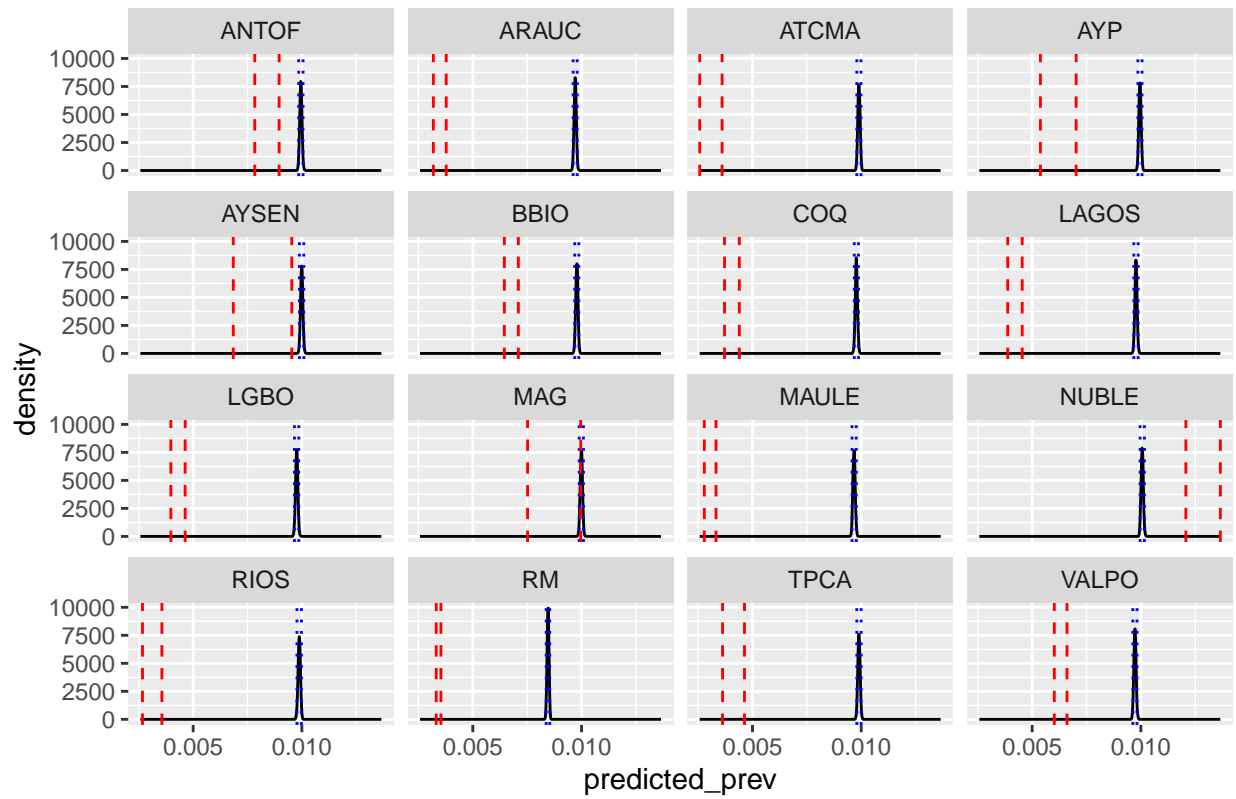 ANTOF ARAUC ATCMA AYP
10000
7500
5000
2500
0
AYSEN BBIO COQ LAGOS
10000
7500
5000
2500
0
LGBO MAG MAULE NUBLE
10000
7500
5000
2500
0
RIOS RM TPCA VALPO
10000
7500
5000
2500
0
density
0.005 0.010 0.005 0.010 0.005 0.010 0.005 0.010
predicted_prev